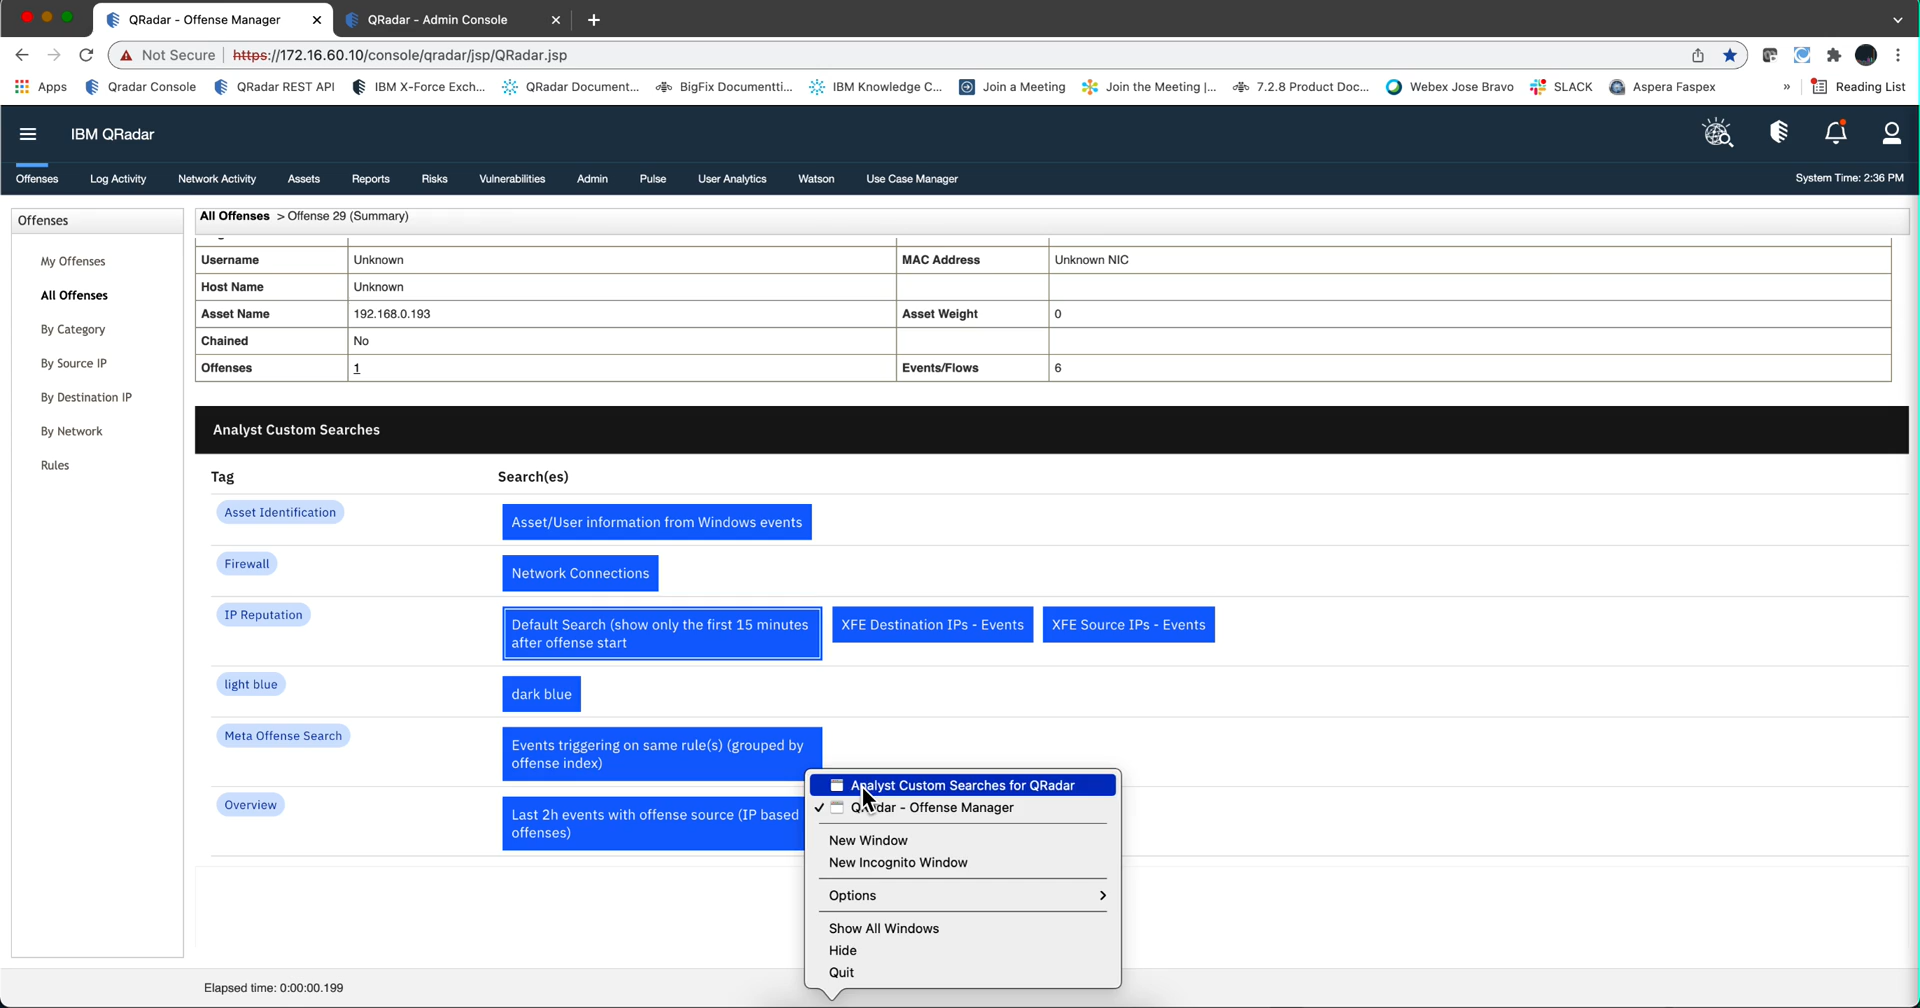 QRadar - Offense Manager
QRadar - Admin Console
Not Secure
https://172.16.60.10/console/qradar/jsp/QRadar.jsp
Apps
Qradar Console
QRadar REST API
IBM X-Force Exch...
QRadar Document...
BigFix Documentti...
IBM Knowledge C...
Join a Meeting
Join the Meeting |...
7.2.8 Product Doc...
Webex Jose Bravo
SLACK
Aspera Faspex
»
Reading List
IBM QRadar
Offenses
Log Activity
Network Activity
Assets
Reports
Risks
Vulnerabilities
Admin
Pulse
User Analytics
Watson
Use Case Manager
System Time: 2:36 PM
Offenses
My Offenses
All Offenses
By Category
By Source IP
By Destination IP
By Network
Rules
All Offenses > Offense 29 (Summary)
Username
Unknown
MAC Address
Unknown NIC
Host Name
Unknown
Asset Name
192.168.0.193
Asset Weight
0
Chained
No
Offenses
1
Events/Flows
6
Analyst Custom Searches
Tag
Search(es)
Asset Identification
Asset/User information from Windows events
Firewall
Network Connections
IP Reputation
Default Search (show only the first 15 minutes
after offense start
XFE Destination IPs - Events
XFE Source IPs - Events
light blue
dark blue
Meta Offense Search
Events triggering on same rule(s) (grouped by
offense index)
Overview
Last 2h events with offense source (IP based
offenses)
Analyst Custom Searches for QRadar
- Offense Manager
New Window
New Incognito Window
Options
Show All Windows
Hide
Quit
Elapsed time: 0:00:00.199